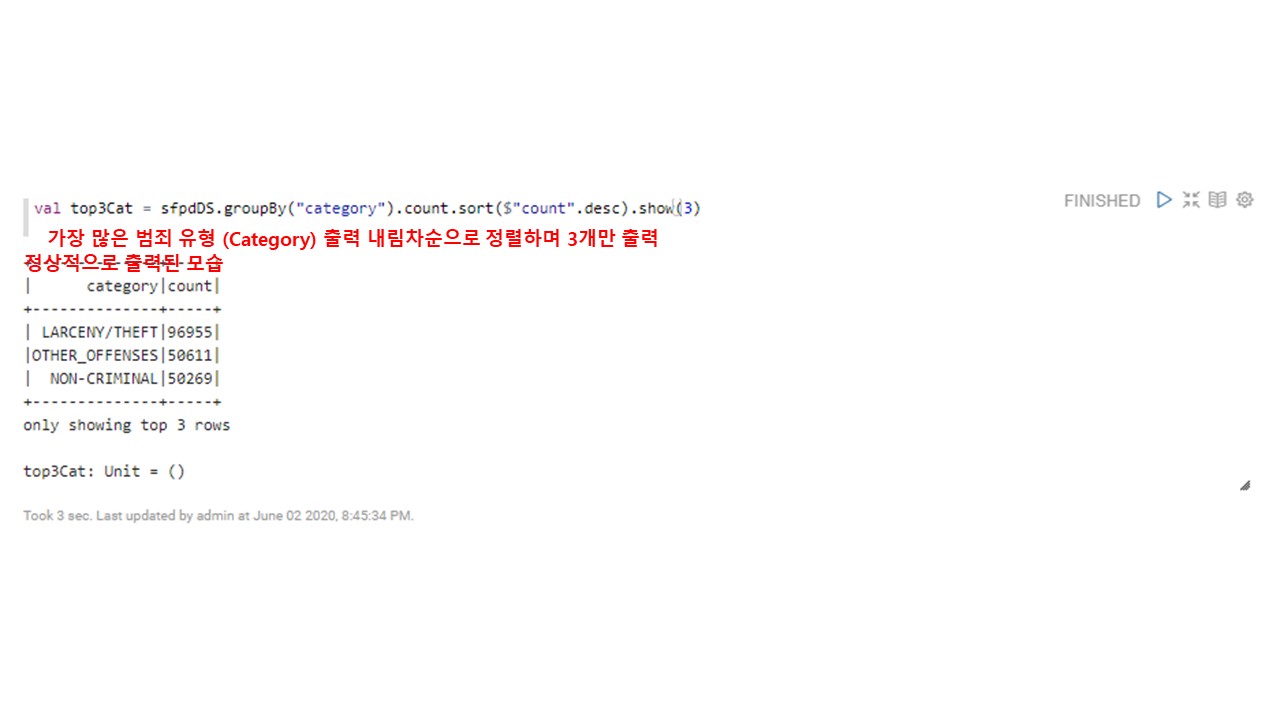 val top3Cat = sfpdDS.groupBy("category").count.sort($"count".desc).show(3)
FINISHED
가장 많은 범죄 유형 (Category) 출력 내림차순으로 정렬하며 3개만 출력
정상적으로 출력된 모습
|      category|count|
+--------------+-----+
| LARCENY/THEFT|96955|
|OTHER_OFFENSES|50611|
|  NON-CRIMINAL|50269|
+--------------+-----+
only showing top 3 rows
top3Cat: Unit = ()
Took 3 sec. Last updated by admin at June 02 2020, 8:45:34 PM.